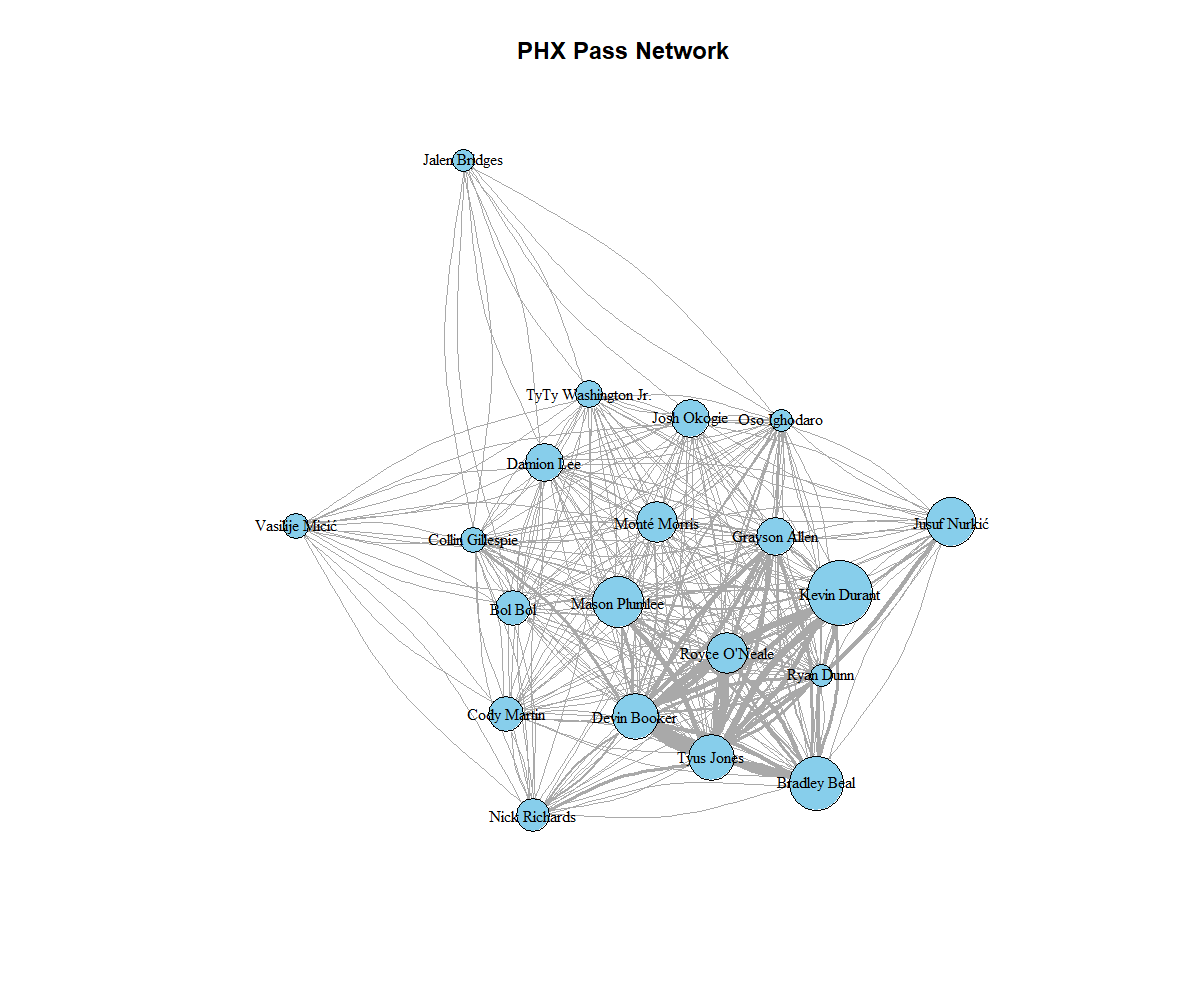 PHX Pass Network
Jalen Bridges
TyTy Washington Jr.
Josh Okogie
Oso Ighodaro
Damion Lee
Vasilije Micić
Monté Morris
Jusuf Nurkić
Collin Gillespie
Grayson Allen
Kevin Durant
Mason Plumlee
Bol Bol
Royce O'Neale
Ryan Dunn
Cody Martin
Devin Booker
Tyus Jones
Bradley Beal
Nick Richards